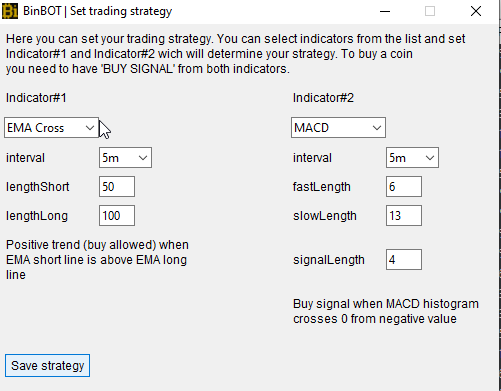 BinBOT | Set trading strategy
Here you can set your trading strategy. You can select indicators from the list and set
Indicator#1 and Indicator#2 wich will determine your strategy. To buy a coin
you need to have 'BUY SIGNAL' from both indicators.
Indicator#1
Indicator#2
EMA Cross
MACD
interval 5m
interval 5m
lengthShort 50
fastLength 6
lengthLong 100
slowLength 13
Positive trend (buy allowed) when
EMA short line is above EMA long
line
signalLength 4
Buy signal when MACD histogram
crosses 0 from negative value
Save strategy